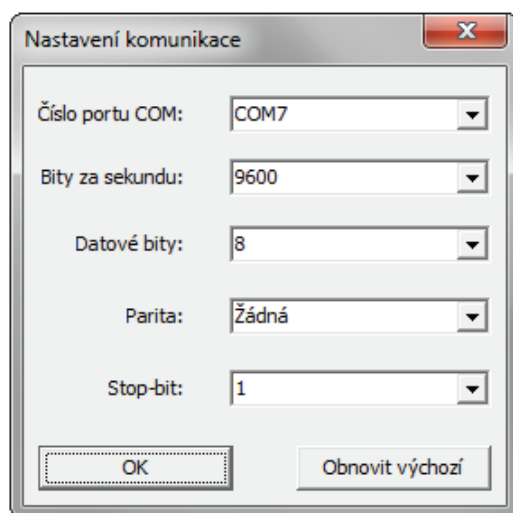 Nastavení komunikace
Číslo portu COM: COM7
Bity za sekundu: 9600
Datové bity: 8
Parita: Žádná
Stop-bit: 1
OK Obnovit výchozí